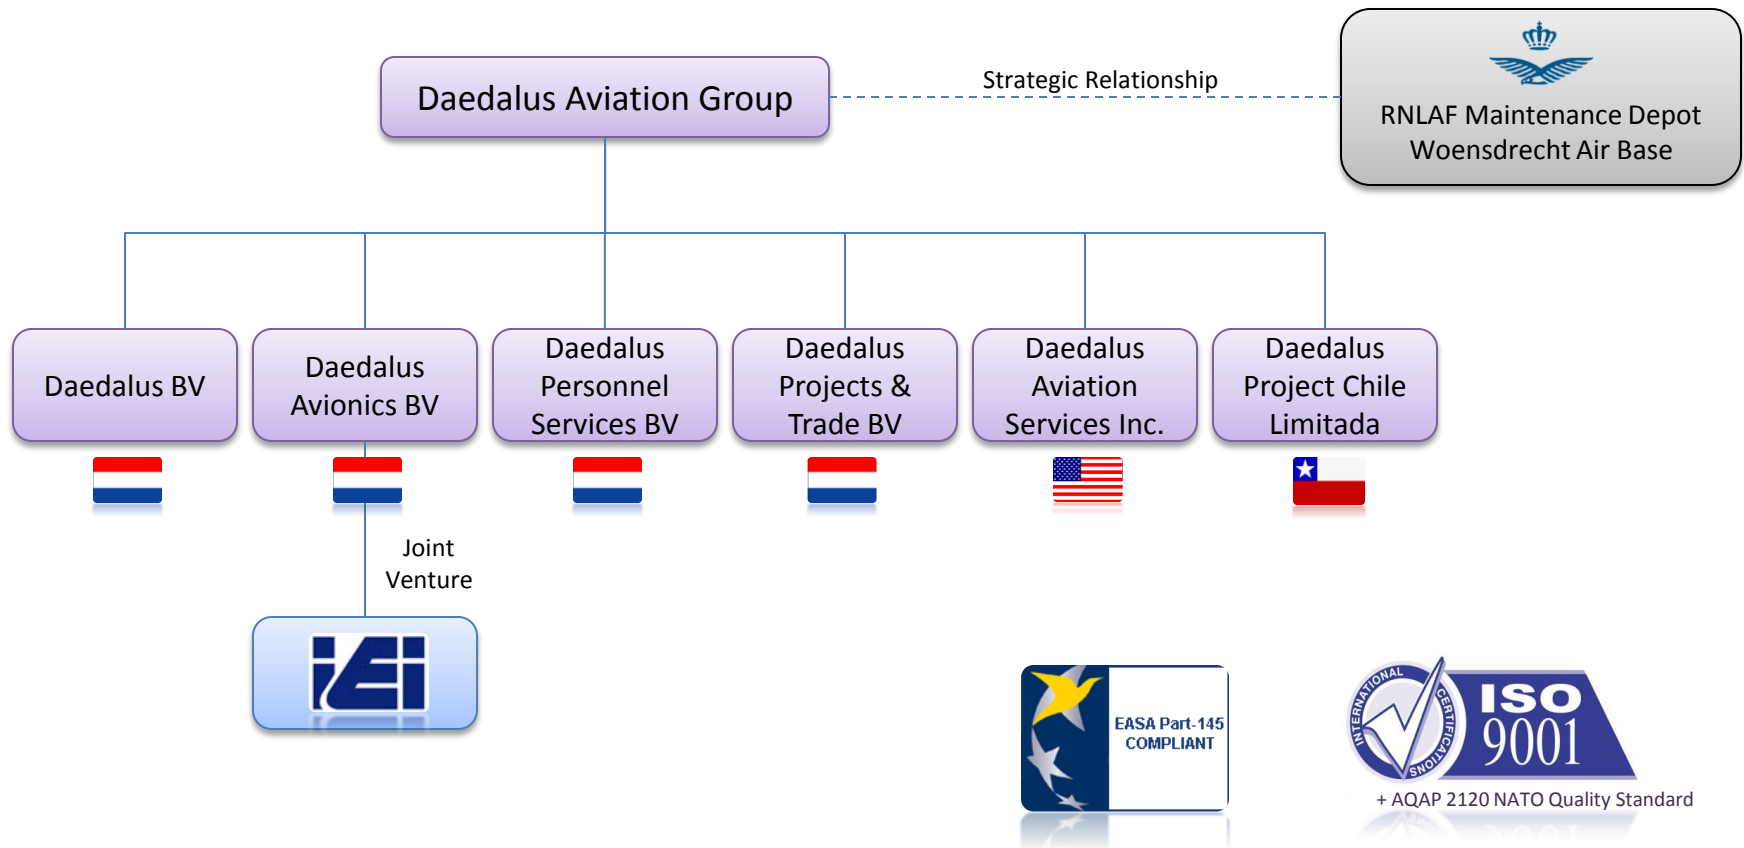 Daedalus Aviation Group
Strategic Relationship
RNLAF Maintenance Depot
Woensdrecht Air Base
Daedalus BV
Daedalus
Avionics BV
Daedalus
Personnel
Services BV
Daedalus
Projects &
Trade BV
Daedalus
Aviation
Services Inc.
Daedalus
Project Chile
Limitada
Joint
Venture
iEi
EASA Part-145
COMPLIANT
INTERNATIONAL
CERTIFICATIONS
ISO
9001
+ AQAP 2120 NATO Quality Standard